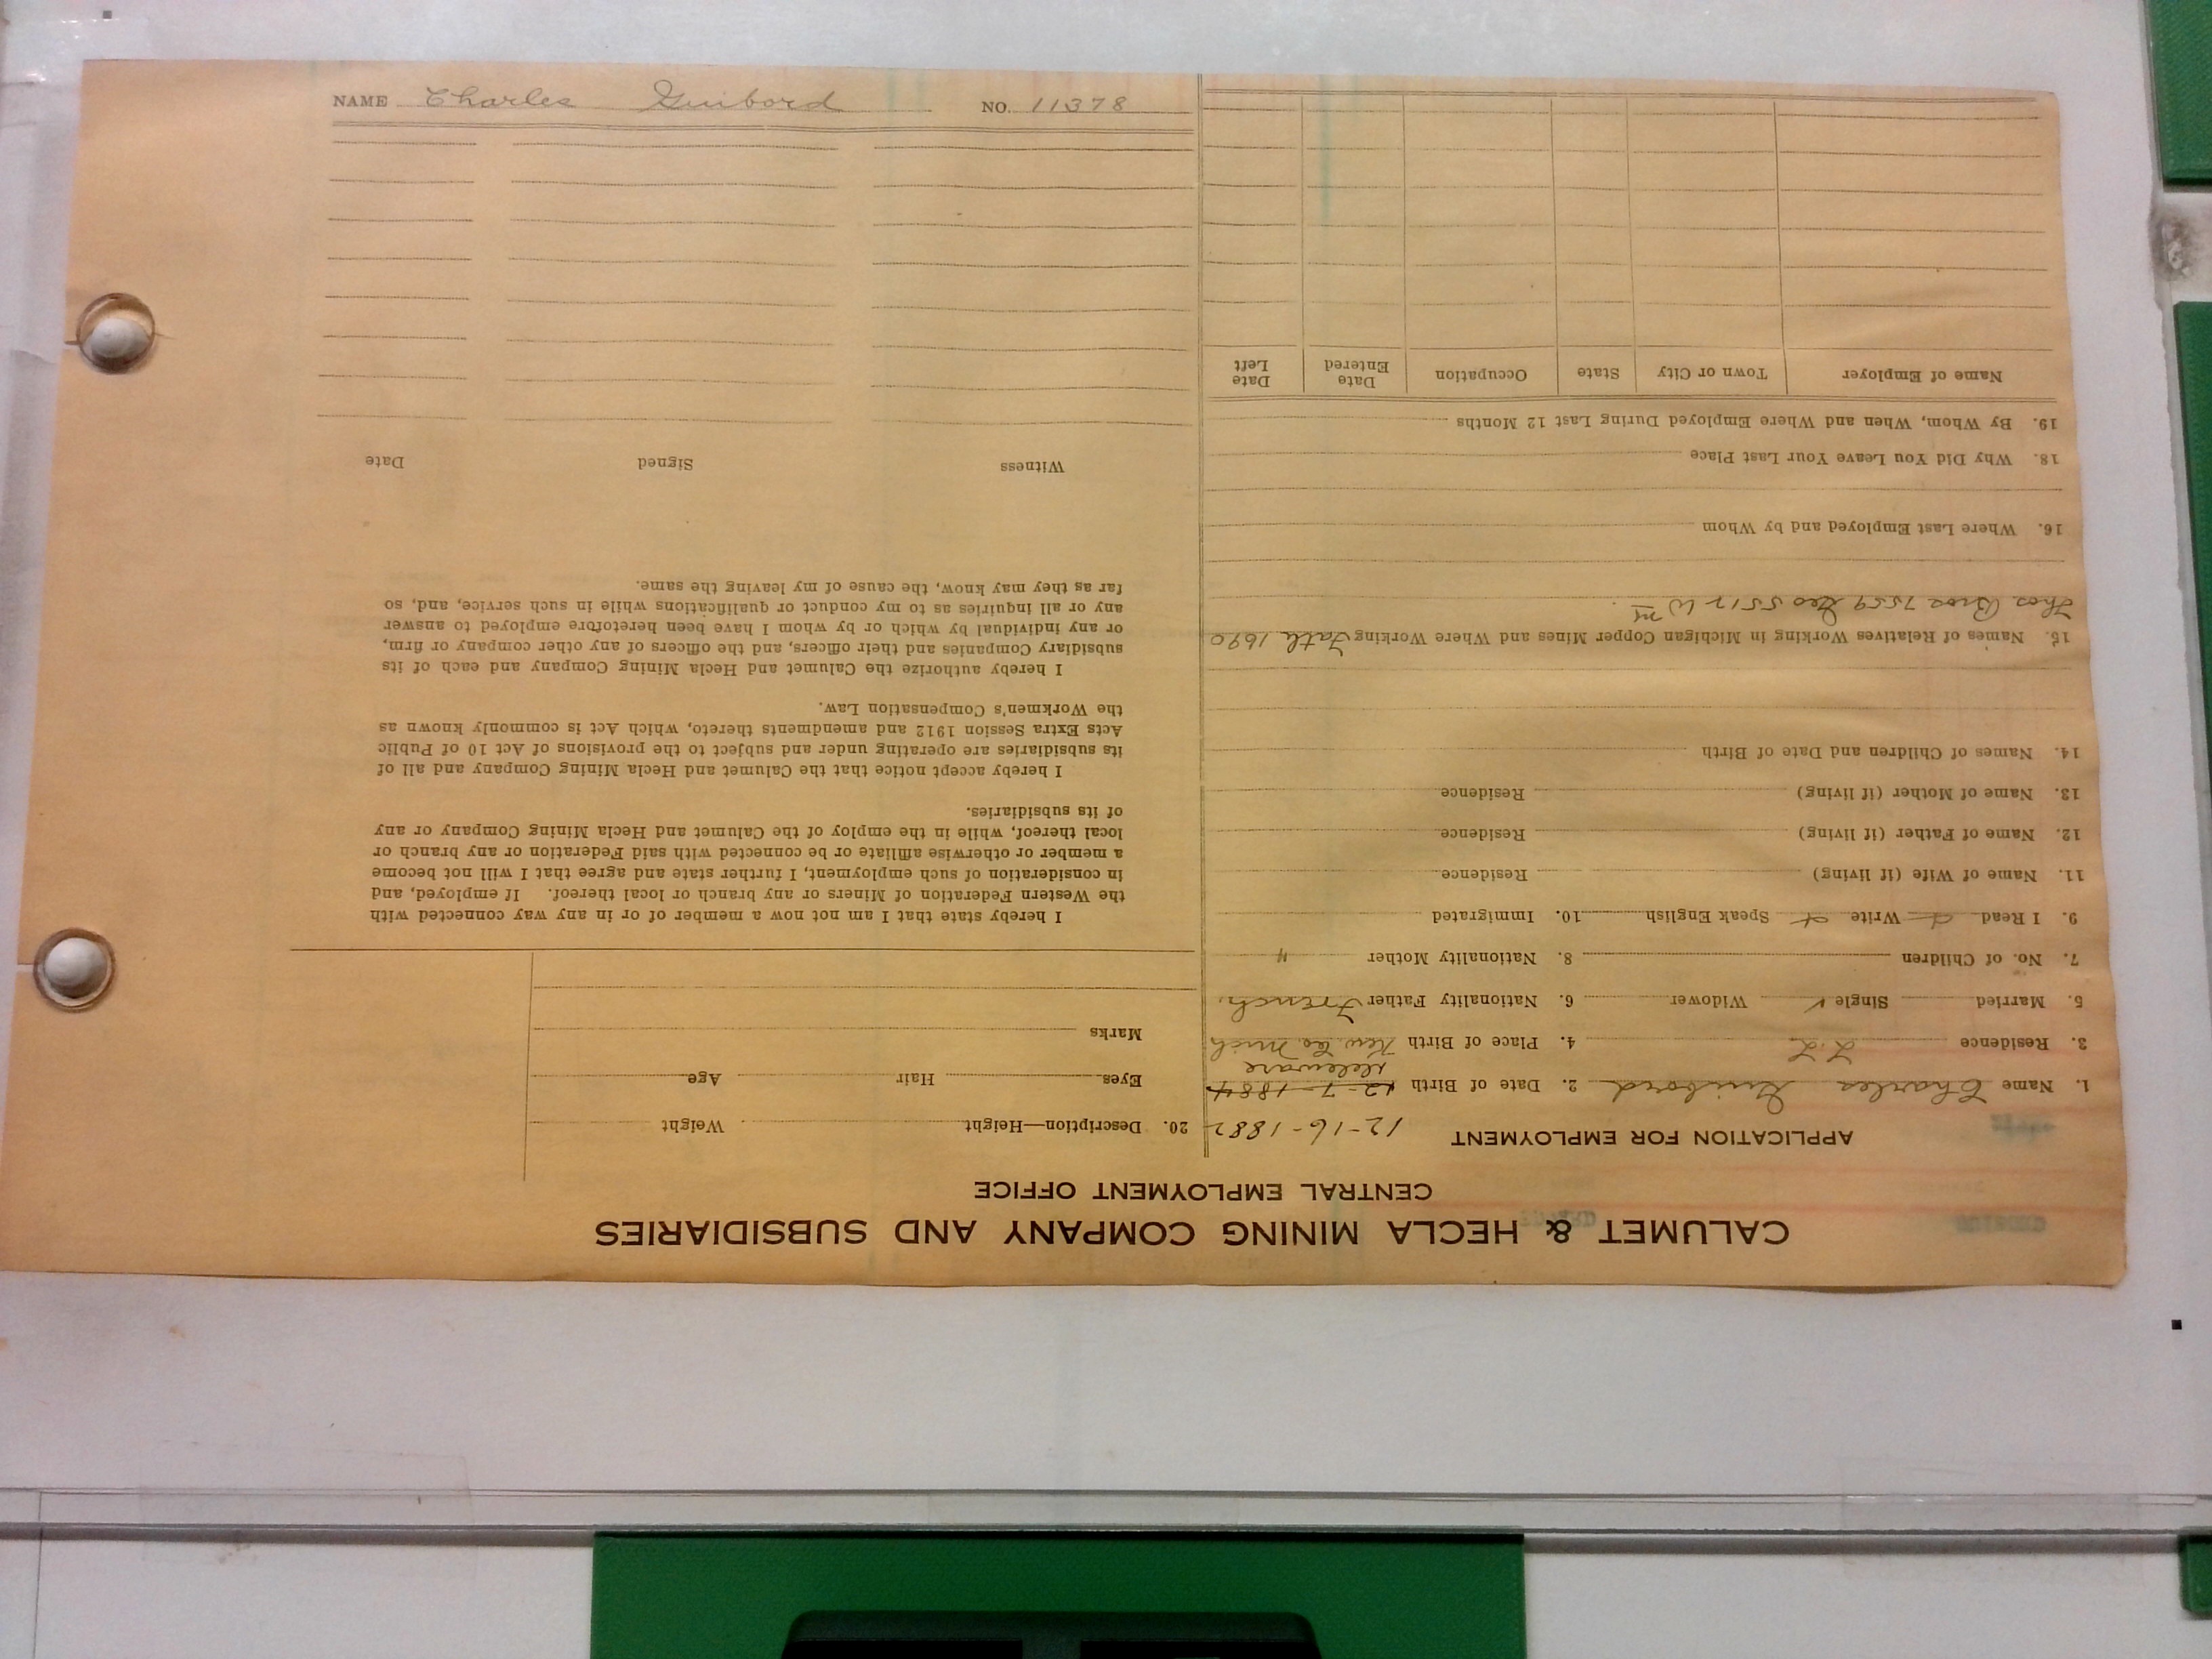 NAME Charles Guibord NO. 11378
CALUMET & HECLA MINING COMPANY AND SUBSIDIARIES
CENTRAL EMPLOYMENT OFFICE
APPLICATION FOR EMPLOYMENT 12-16-1882
1. Name Charles Guibord 2. Date of Birth 12-7-1884
Deleware
3. Residence L.L. 4. Place of Birth Kew. Co. Mich
5. Married Single ✓ Widower 6. Nationality Father French
7. No. of Children 8. Nationality Mother "
9. I Read Write Speak English 10. Immigrated
11. Name of Wife (if living) Residence
12. Name of Father (if living) Residence
13. Name of Mother (if living) Residence
14. Names of Children and Date of Birth
15. Names of Relatives Working in Michigan Copper Mines and Where Working Fath 1690
Thos. Bros 7559 Geo 5512 W M
16. Where Last Employed and by Whom
18. Why Did You Leave Your Last Place
19. By Whom, When and Where Employed During Last 12 Months
Name of Employer Town or City State Occupation Date Entered Date Left
20. Description—Height Weight
Eyes Hair Age
Marks
I hereby state that I am not now a member of or in any way connected with
the Western Federation of Miners or any branch or local thereof. If employed, and
in consideration of such employment, I further state and agree that I will not become
a member or otherwise affiliate or be connected with said Federation or any branch or
local thereof, while in the employ of the Calumet and Hecla Mining Company or any
of its subsidiaries.
I hereby accept notice that the Calumet and Hecla Mining Company and all of
its subsidiaries are operating under and subject to the provisions of Act 10 of Public
Acts Extra Session 1912 and amendments thereto, which Act is commonly known as
the Workmen's Compensation Law.
I hereby authorize the Calumet and Hecla Mining Company and each of its
subsidiary Companies and their officers, and the officers of any other company or firm,
or any individual by which or by whom I have been heretofore employed to answer
any or all inquiries as to my conduct or qualifications while in such service, and, so
far as they may know, the cause of my leaving the same.
Witness Signed Date